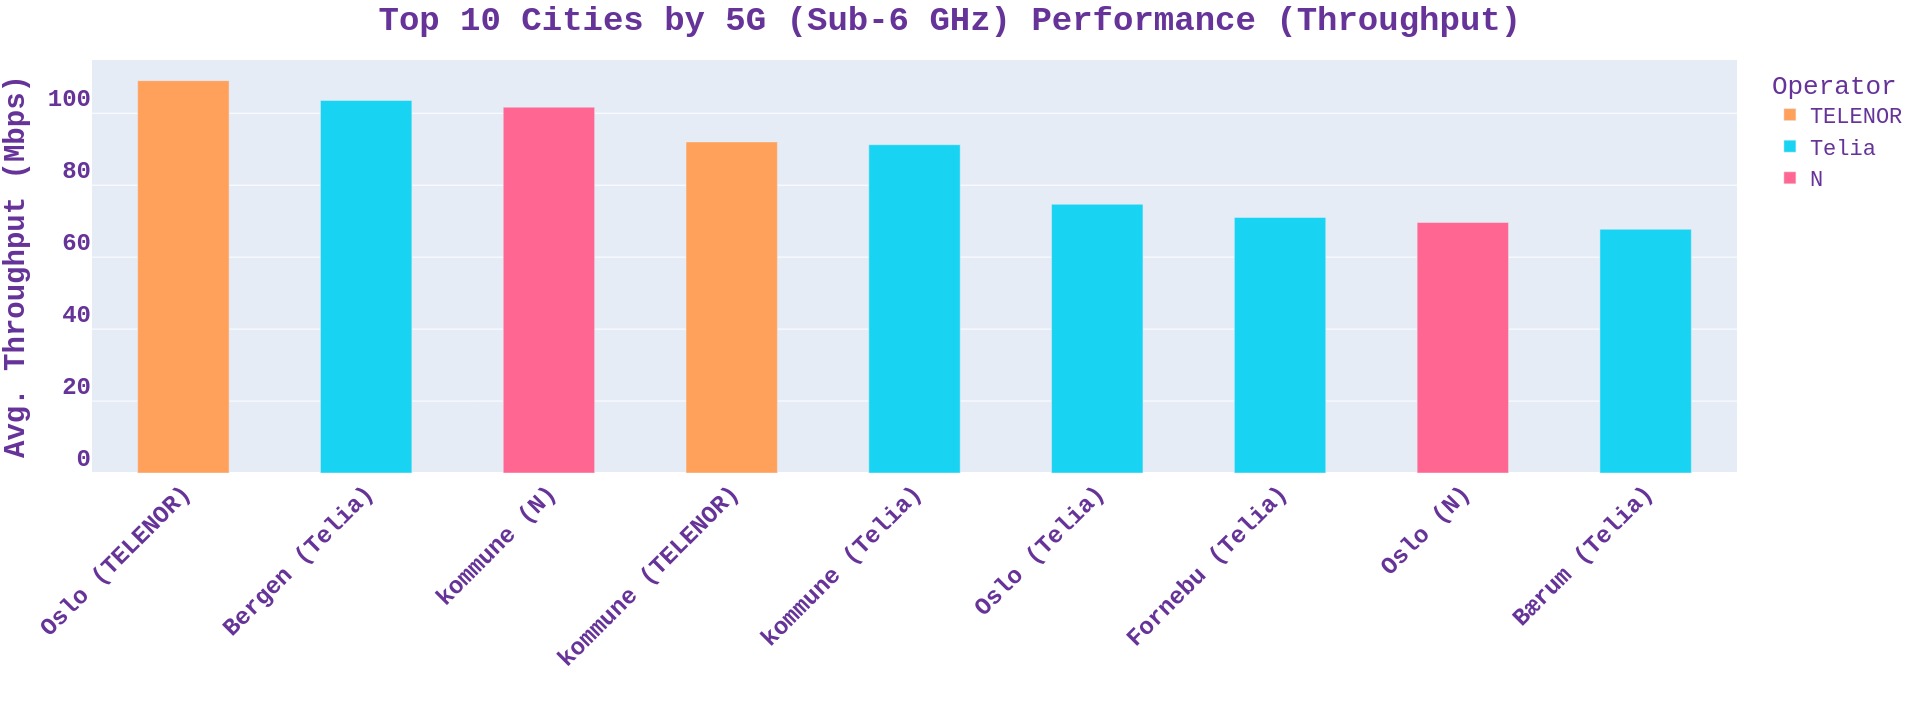 Top 10 Cities by 5G (Sub-6 GHz) Performance (Throughput)
Avg. Throughput (Mbps)
100
80
60
40
20
0
Oslo (TELENOR)
Bergen (Telia)
kommune (N)
kommune (TELENOR)
kommune (Telia)
Oslo (Telia)
Fornebu (Telia)
Oslo (N)
Bærum (Telia)
Operator
TELENOR
Telia
N